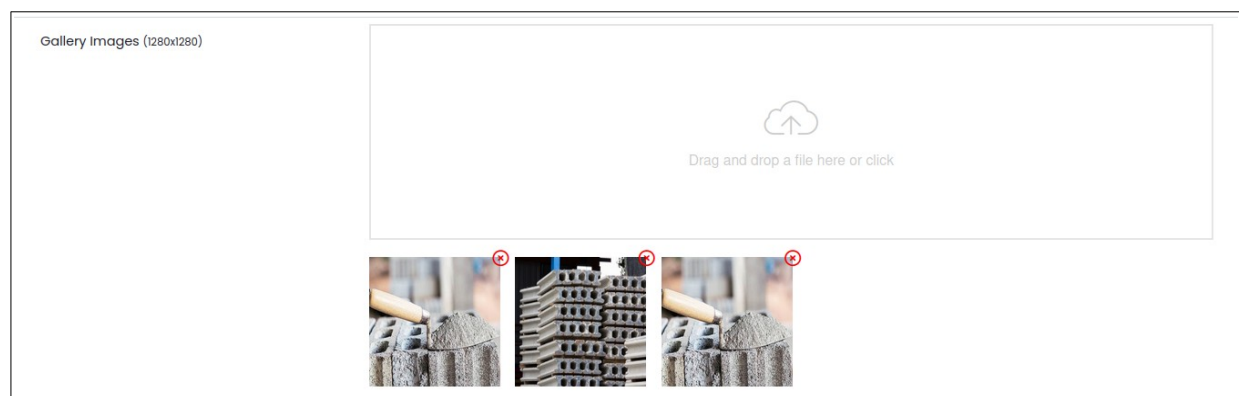 Gallery Images (1280x1280)
Drag and drop a file here or click